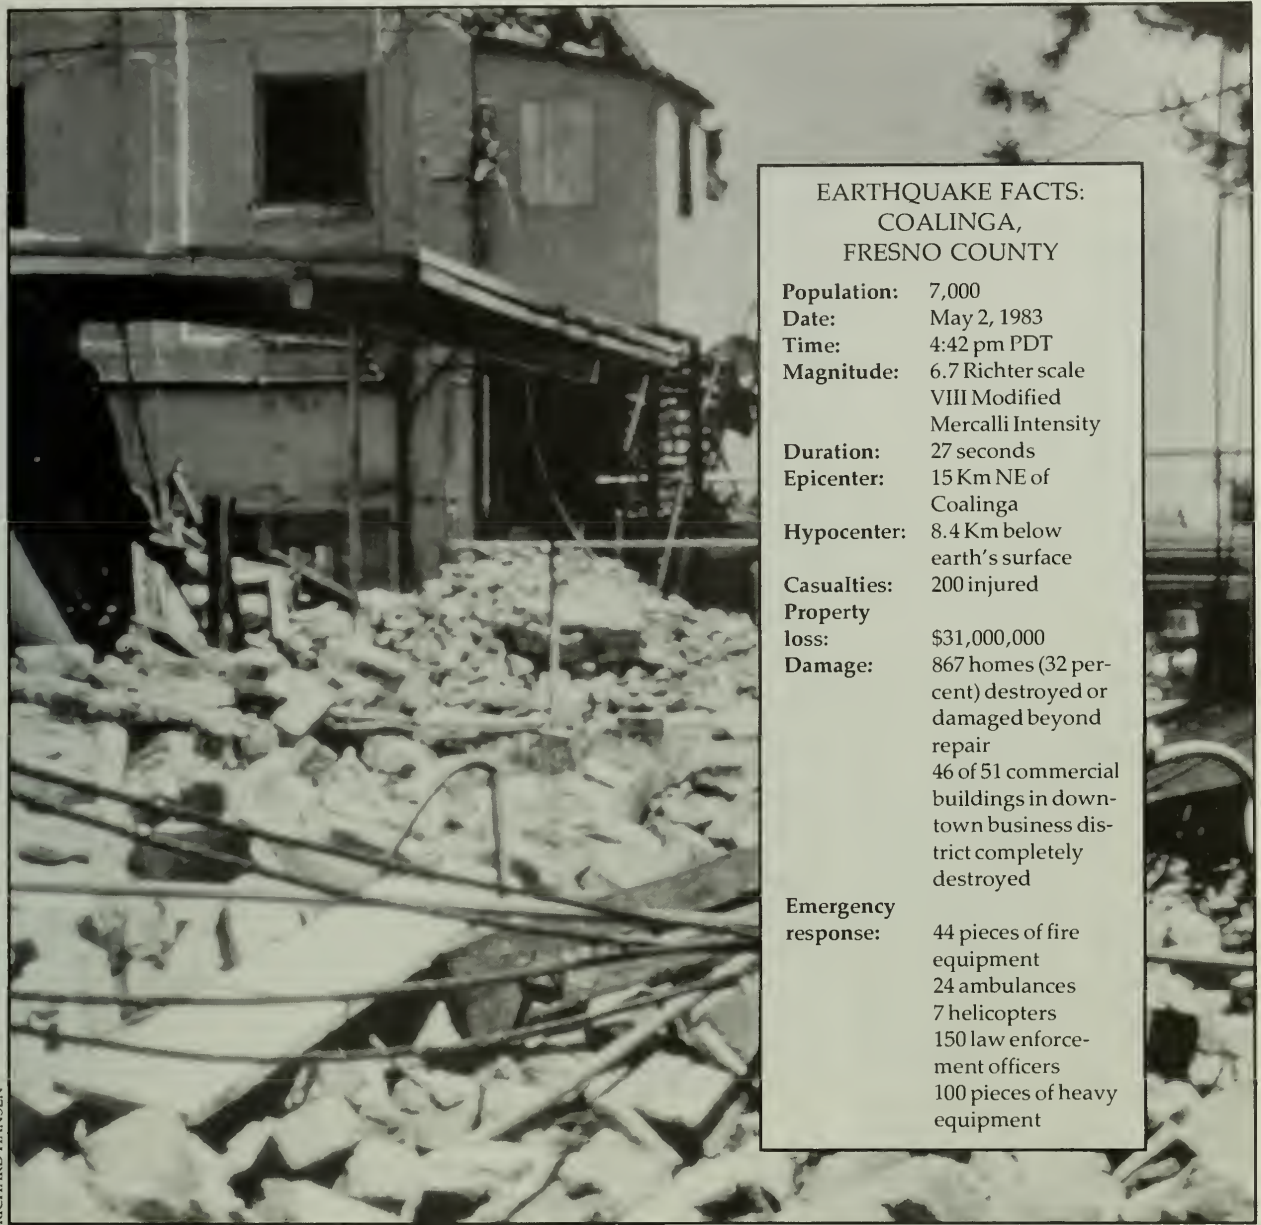 EARTHQUAKE FACTS:
COALINGA,
FRESNO COUNTY
Population: 7,000
Date: May 2, 1983
Time: 4:42 pm PDT
Magnitude: 6.7 Richter scale
VIII Modified
Mercalli Intensity
Duration: 27 seconds
Epicenter: 15 Km NE of
Coalinga
Hypocenter: 8.4 Km below
earth's surface
Casualties: 200 injured
Property
loss: $31,000,000
Damage: 867 homes (32 per-
cent) destroyed or
damaged beyond
repair
46 of 51 commercial
buildings in down-
town business dis-
trict completely
destroyed
Emergency
response: 44 pieces of fire
equipment
24 ambulances
7 helicopters
150 law enforce-
ment officers
100 pieces of heavy
equipment
RICHARD HANSEN